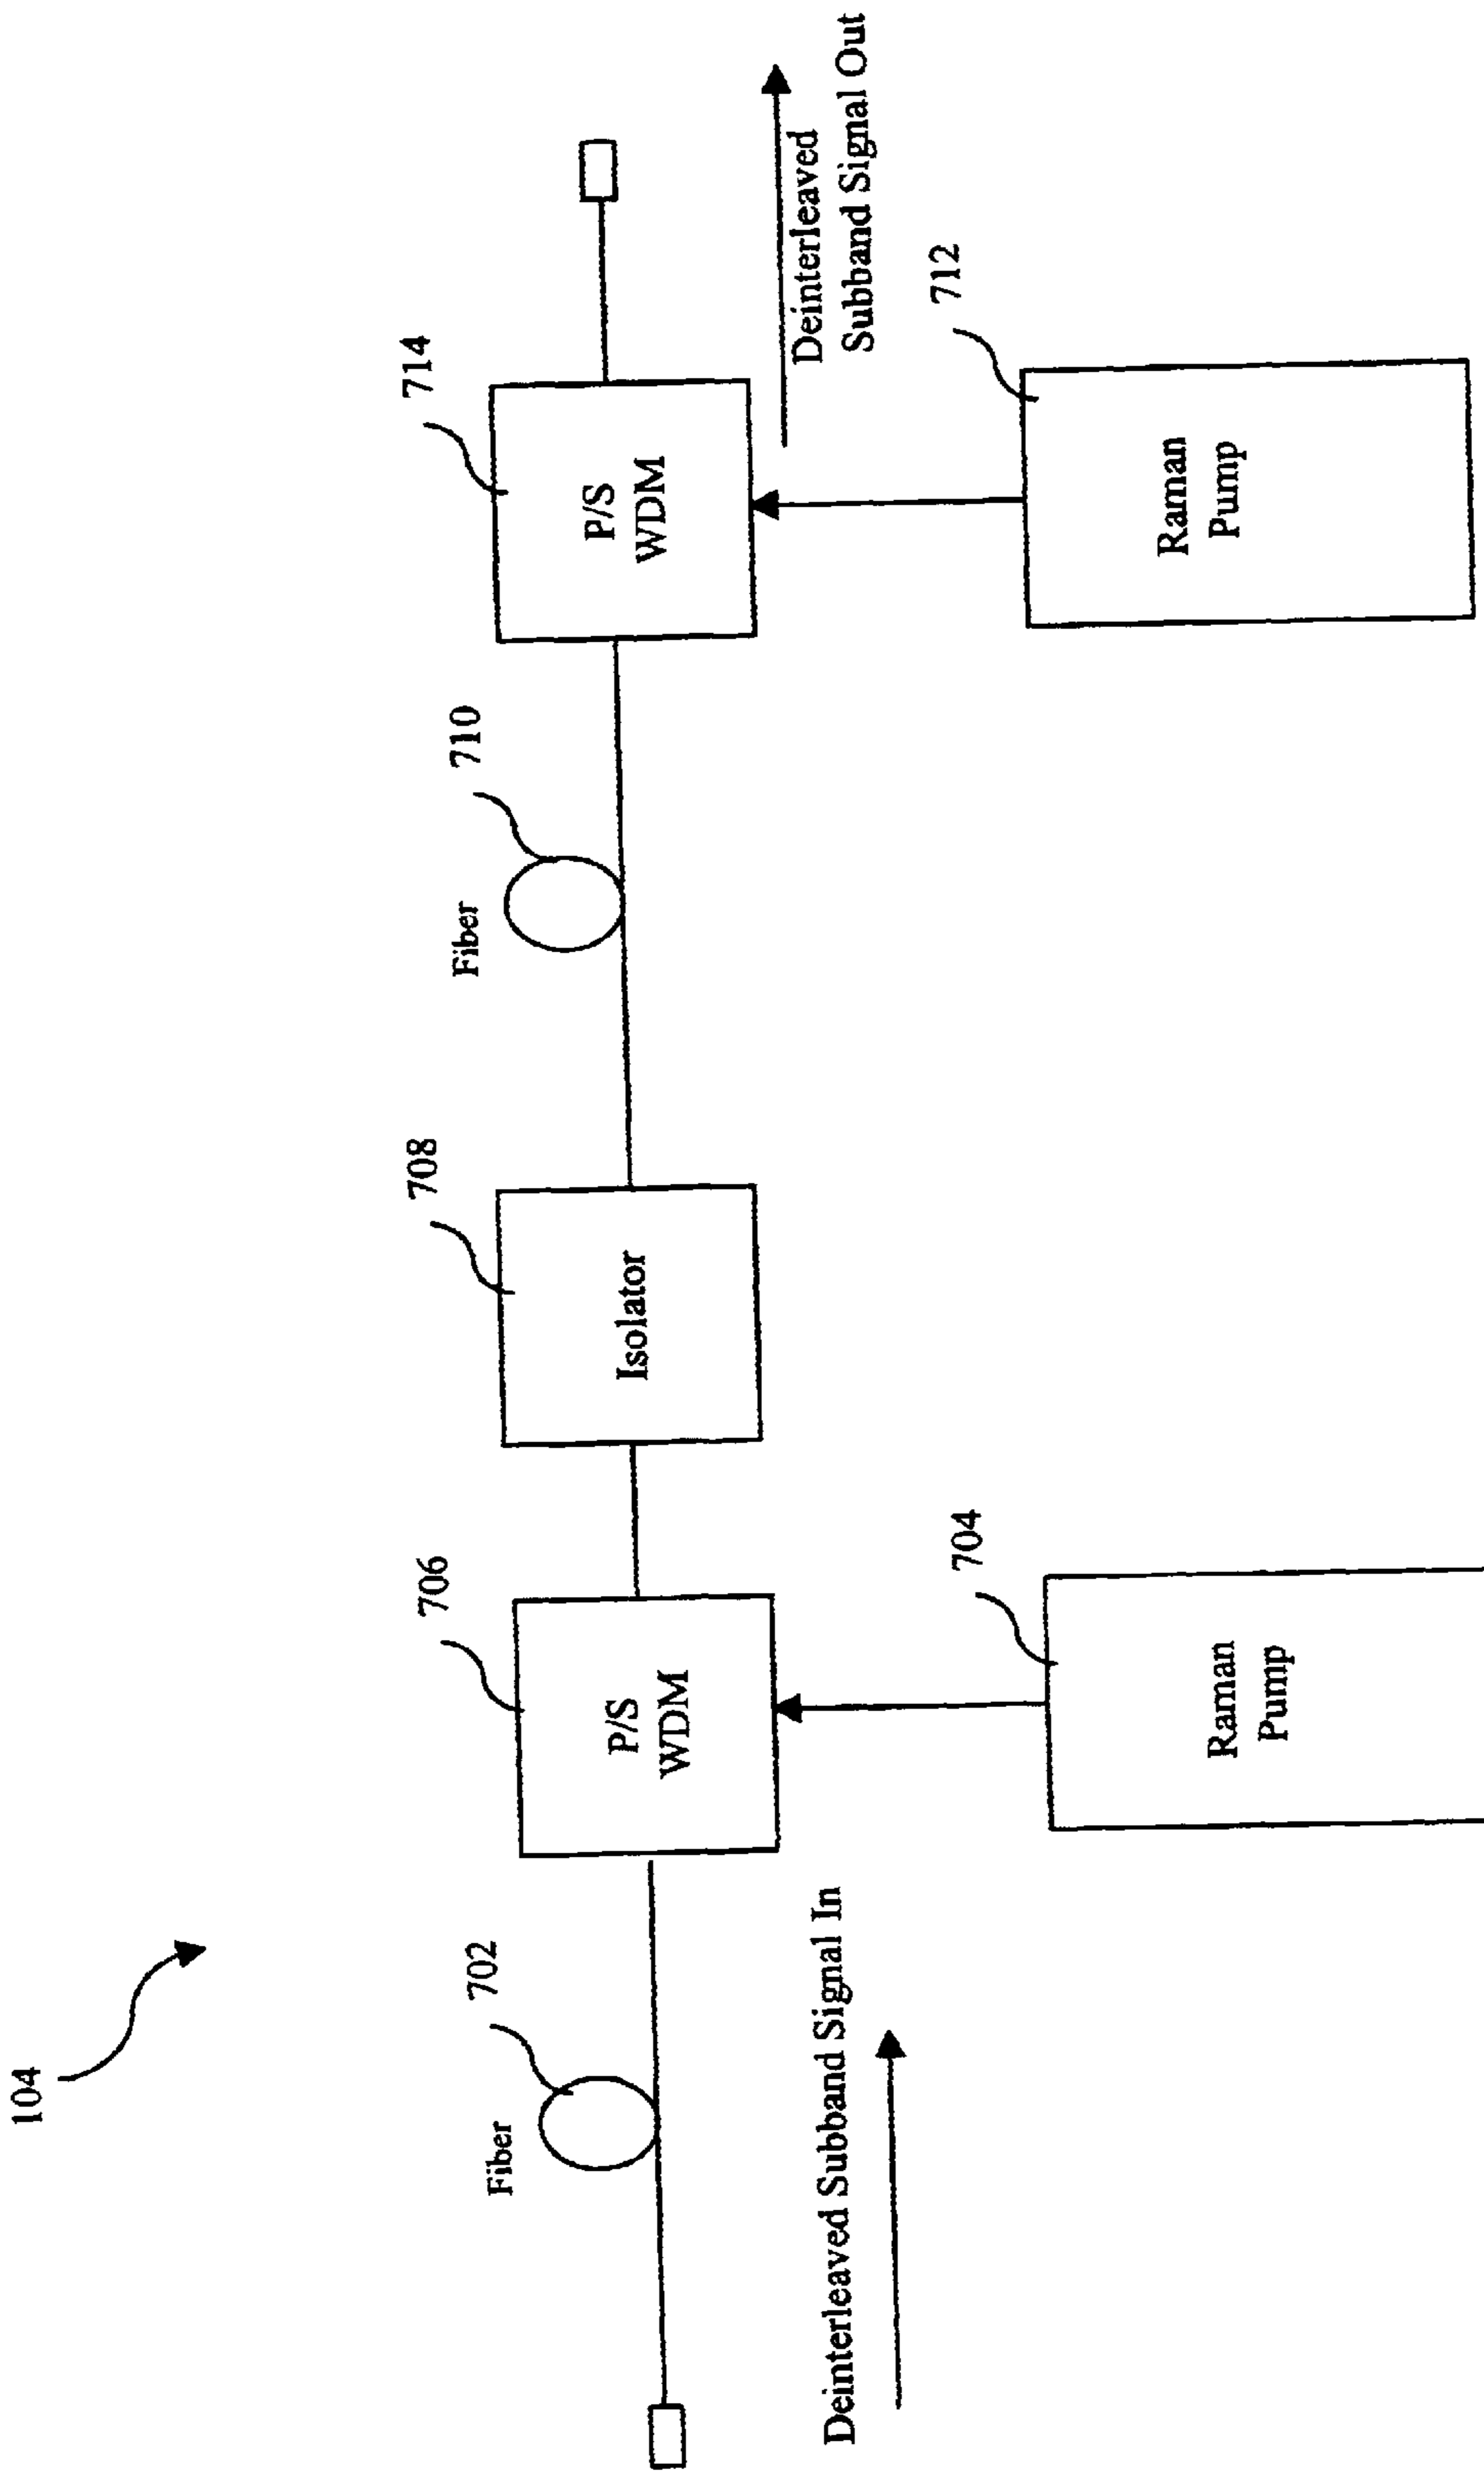 104
Fiber
702
Deinterleaved Subband Signal In
706
P/S
WDM
704
Raman
Pump
708
Isolator
Fiber
710
714
P/S
WDM
Deinterleaved
Subband Signal Out
712
Raman
Pump